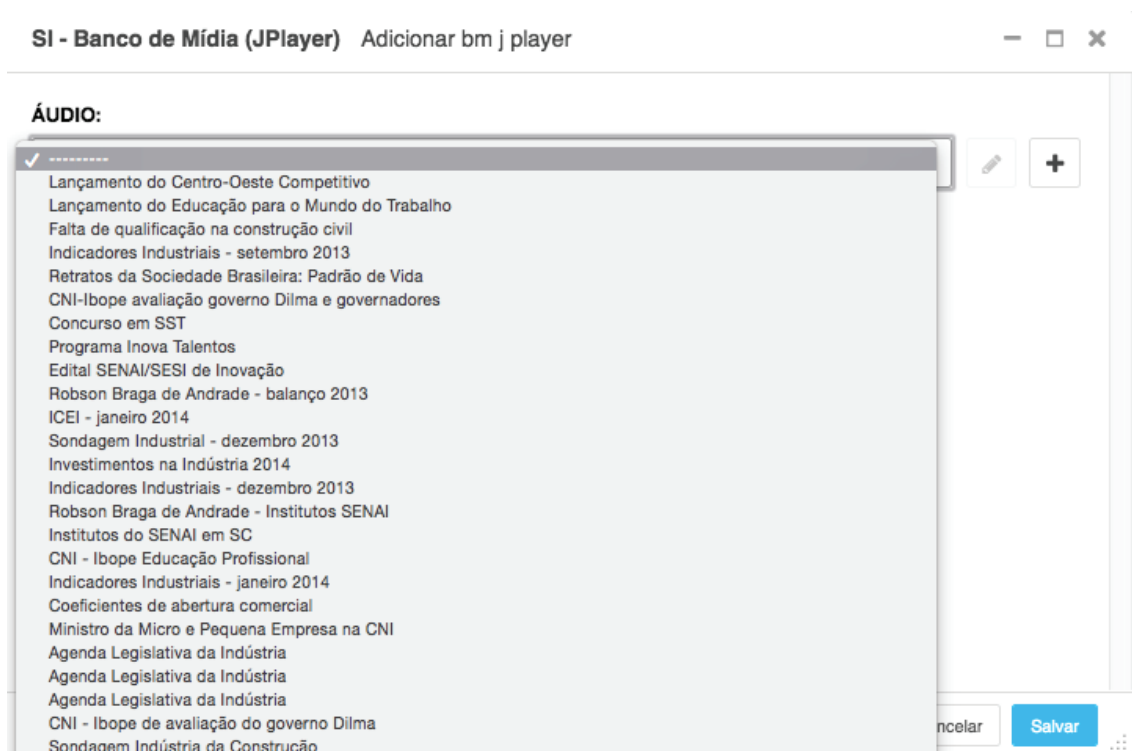 SI - Banco de Mídia (JPlayer) Adicionar bm j player
ÁUDIO:
---------
Lançamento do Centro-Oeste Competitivo
Lançamento do Educação para o Mundo do Trabalho
Falta de qualificação na construção civil
Indicadores Industriais - setembro 2013
Retratos da Sociedade Brasileira: Padrão de Vida
CNI-Ibope avaliação governo Dilma e governadores
Concurso em SST
Programa Inova Talentos
Edital SENAI/SESI de Inovação
Robson Braga de Andrade - balanço 2013
ICEI - janeiro 2014
Sondagem Industrial - dezembro 2013
Investimentos na Indústria 2014
Indicadores Industriais - dezembro 2013
Robson Braga de Andrade - Institutos SENAI
Institutos do SENAI em SC
CNI - Ibope Educação Profissional
Indicadores Industriais - janeiro 2014
Coeficientes de abertura comercial
Ministro da Micro e Pequena Empresa na CNI
Agenda Legislativa da Indústria
Agenda Legislativa da Indústria
Agenda Legislativa da Indústria
CNI - Ibope de avaliação do governo Dilma
Sondagem Indústria da Construção
ncelar Salvar